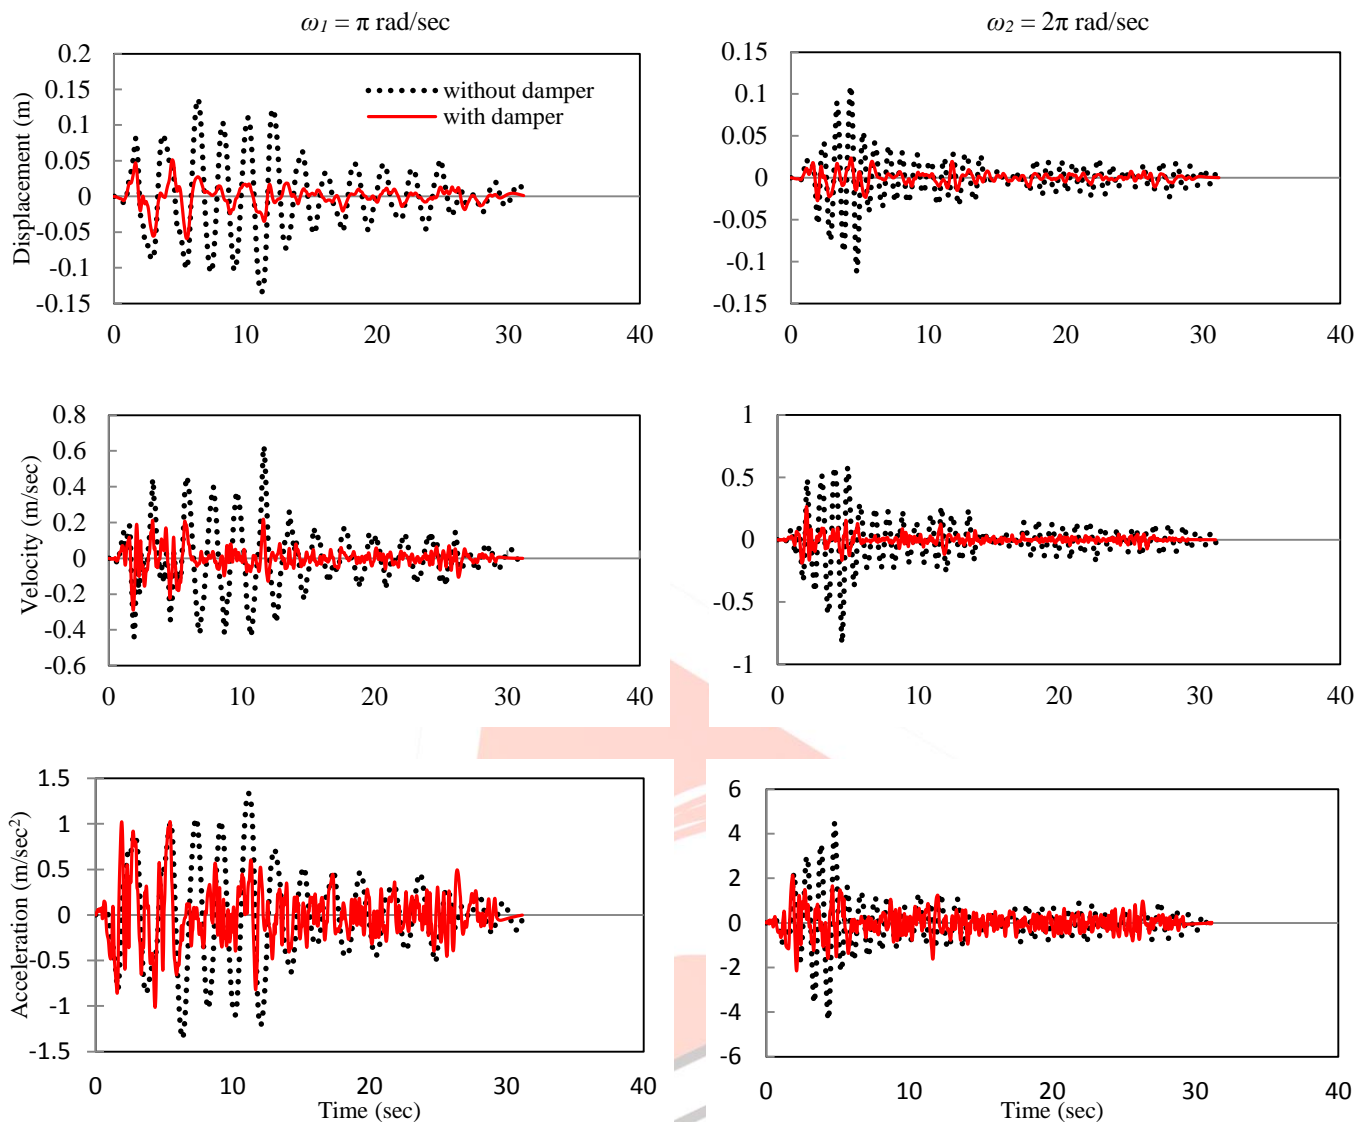 ω1 = π rad/sec
ω2 = 2π rad/sec
Displacement (m)
0.2
0.15
0.1
0.05
0
-0.05
-0.1
-0.15
0 10 20 30 40
without damper
with damper
0.15
0.1
0.05
0
-0.05
-0.1
-0.15
0 10 20 30 40
Velocity (m/sec)
0.8
0.6
0.4
0.2
0
-0.2
-0.4
-0.6
0 10 20 30 40
1
0.5
0
-0.5
-1
0 10 20 30 40
Acceleration (m/sec²)
1.5
1
0.5
0
-0.5
-1
-1.5
0 10 20 30 40
Time (sec)
6
4
2
0
-2
-4
-6
0 10 20 30 40
Time (sec)